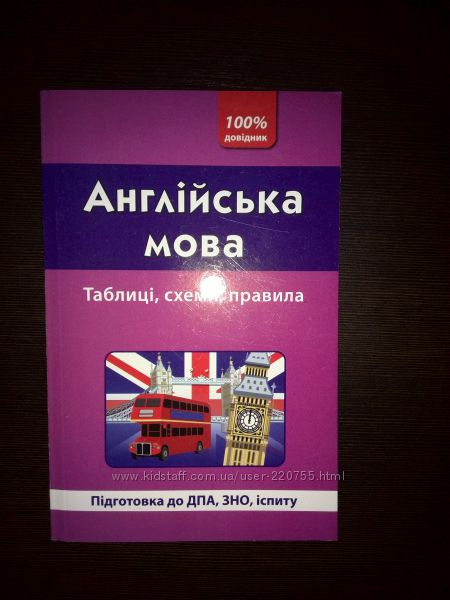 100%
довідник
Англійська
мова
Таблиці, схеми, правила
www.kidstaff.com.ua/user-220755.html
Підготовка до ДПА, ЗНО, іспиту